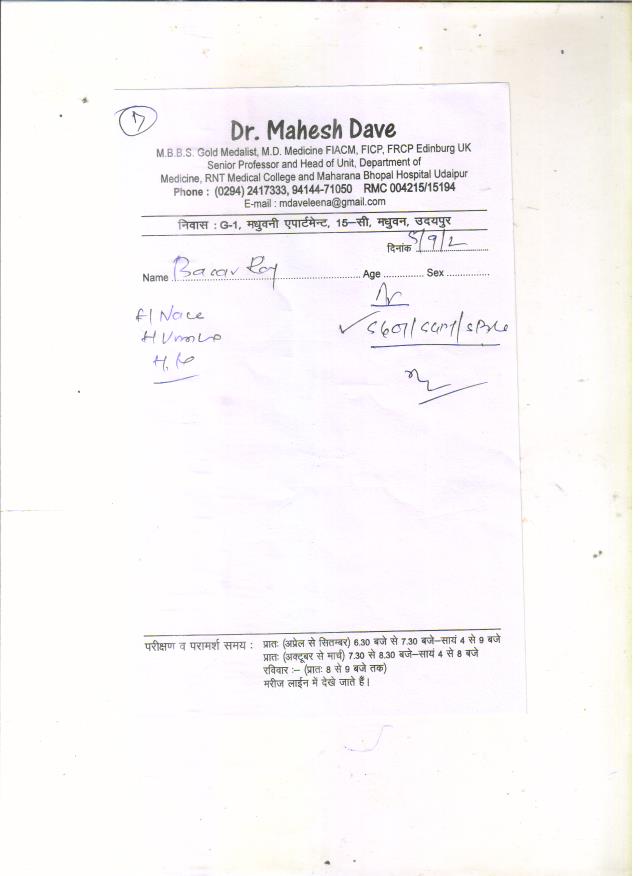 7
Dr. Mahesh Dave
M.B.B.S. Gold Medalist, M.D. Medicine FIACM, FICP, FRCP Edinburg UK
Senior Professor and Head of Unit, Department of
Medicine, RNT Medical College and Maharana Bhopal Hospital Udaipur
Phone : (0294) 2417333, 94144-71050 RMC 004215/15194
E-mail : mdaveleena@gmail.com
निवास : G-1, मधुवनी एपार्टमेन्ट, 15–सी, मधुवन, उदयपुर
दिनांक 5/9/2
Name Age Sex
परीक्षण व परामर्श समय : प्रातः (अप्रेल से सितम्बर) 6.30 बजे से 7.30 बजे–सायं 4 से 9 बजे
प्रातः (अक्टूबर से मार्च) 7.30 से 8.30 बजे–सायं 4 से 8 बजे
रविवार :– (प्रातः 8 से 9 बजे तक)
मरीज लाईन में देखे जाते हैं।